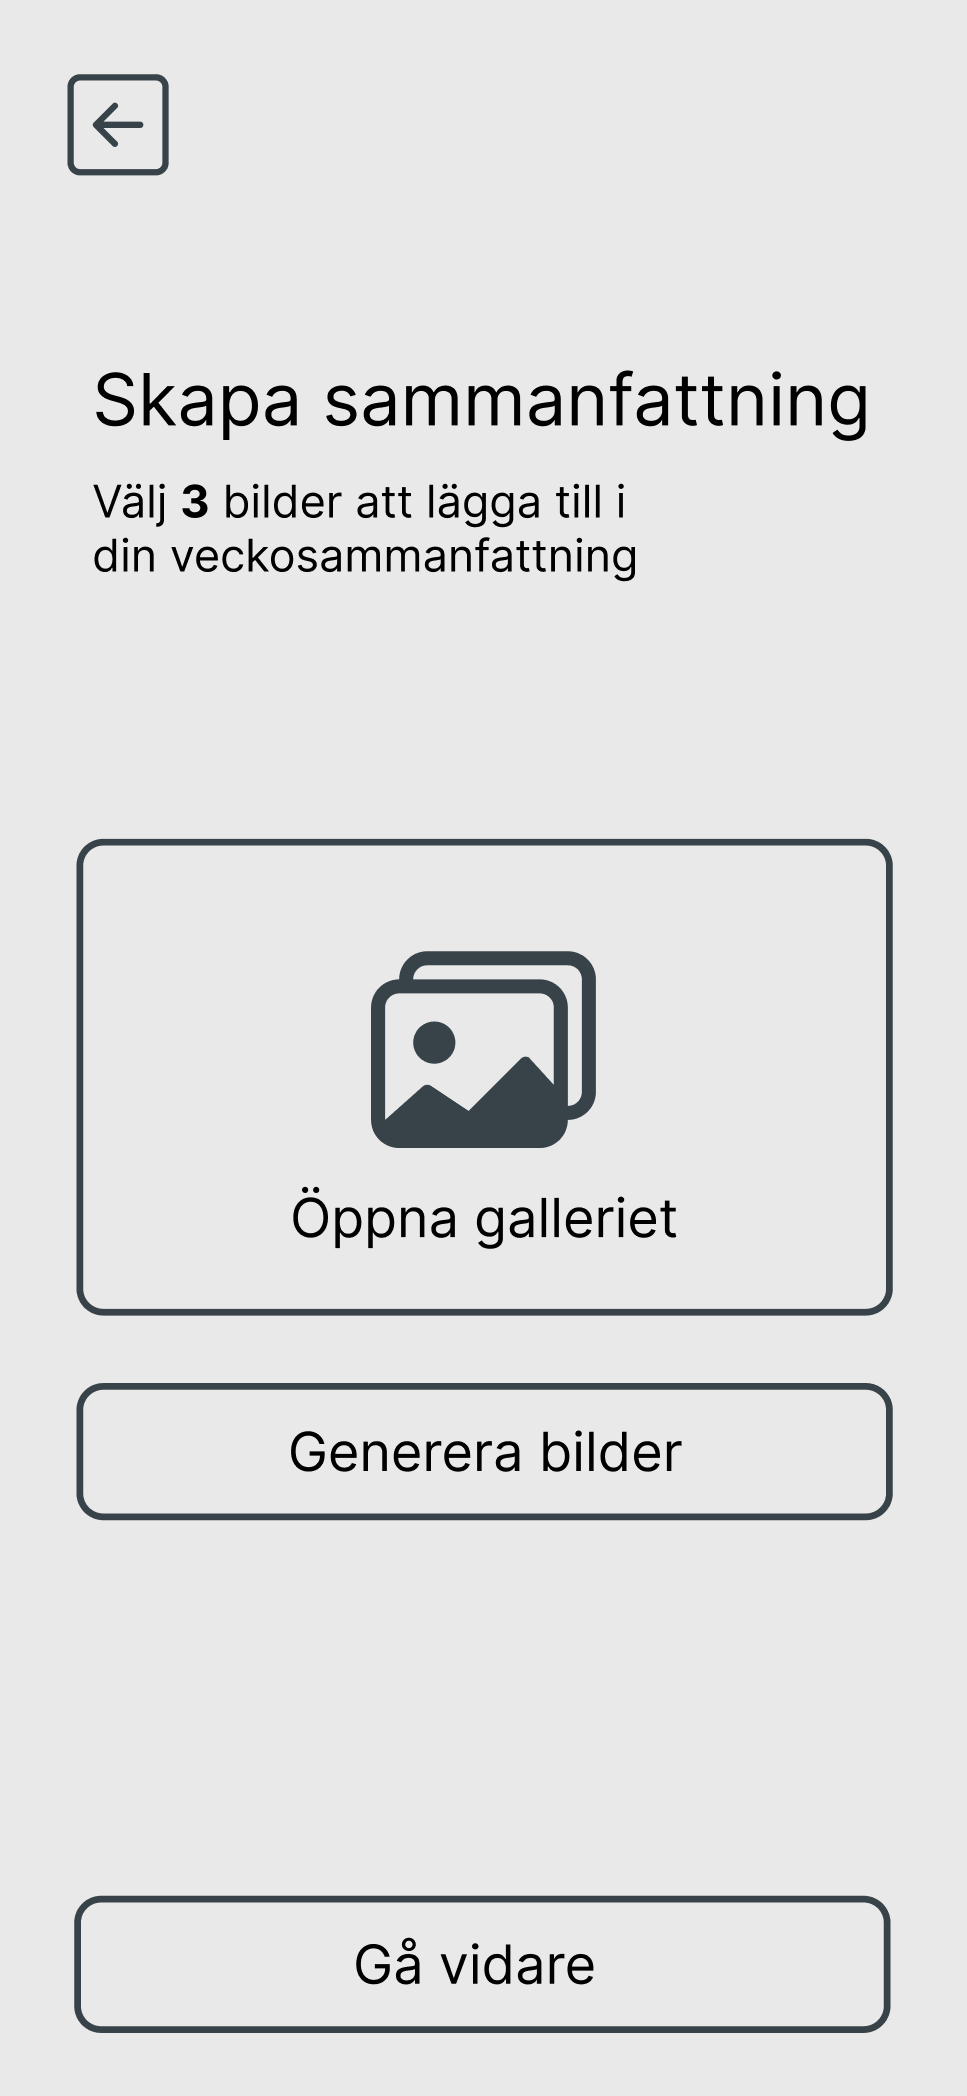 Skapa sammanfattning
Välj 3 bilder att lägga till i
din veckosammanfattning
Öppna galleriet
Generera bilder
Gå vidare